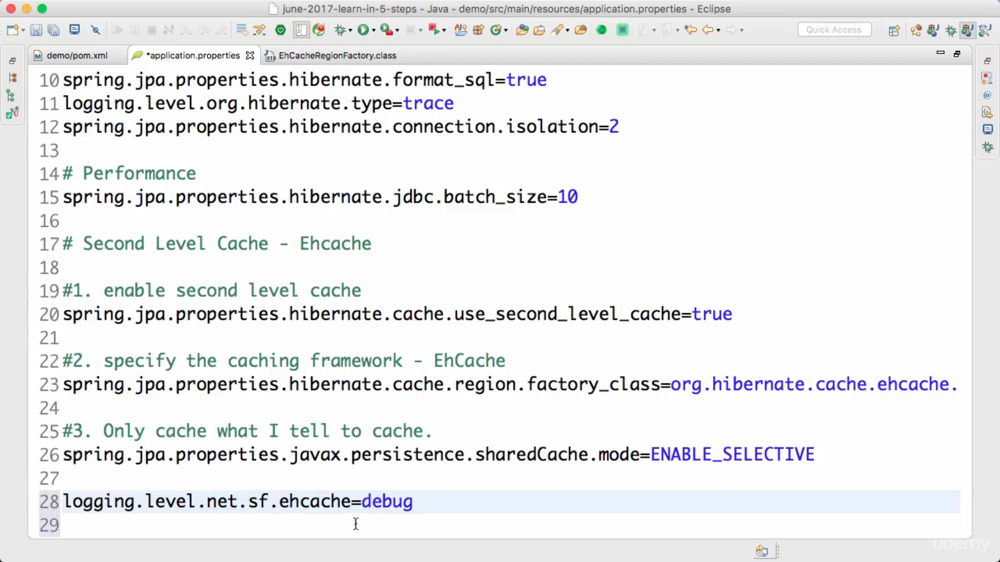 june-2017-learn-in-5-steps - Java - demo/src/main/resources/application.properties - Eclipse
Quick Access
demo/pom.xml
*application.properties
EhCacheRegionFactory.class
10 spring.jpa.properties.hibernate.format_sql=true
11 logging.level.org.hibernate.type=trace
12 spring.jpa.properties.hibernate.connection.isolation=2
13
14 # Performance
15 spring.jpa.properties.hibernate.jdbc.batch_size=10
16
17 # Second Level Cache - Ehcache
18
19 #1. enable second level cache
20 spring.jpa.properties.hibernate.cache.use_second_level_cache=true
21
22 #2. specify the caching framework - EhCache
23 spring.jpa.properties.hibernate.cache.region.factory_class=org.hibernate.cache.ehcache.
24
25 #3. Only cache what I tell to cache.
26 spring.jpa.properties.javax.persistence.sharedCache.mode=ENABLE_SELECTIVE
27
28 logging.level.net.sf.ehcache=debug
29
udemy